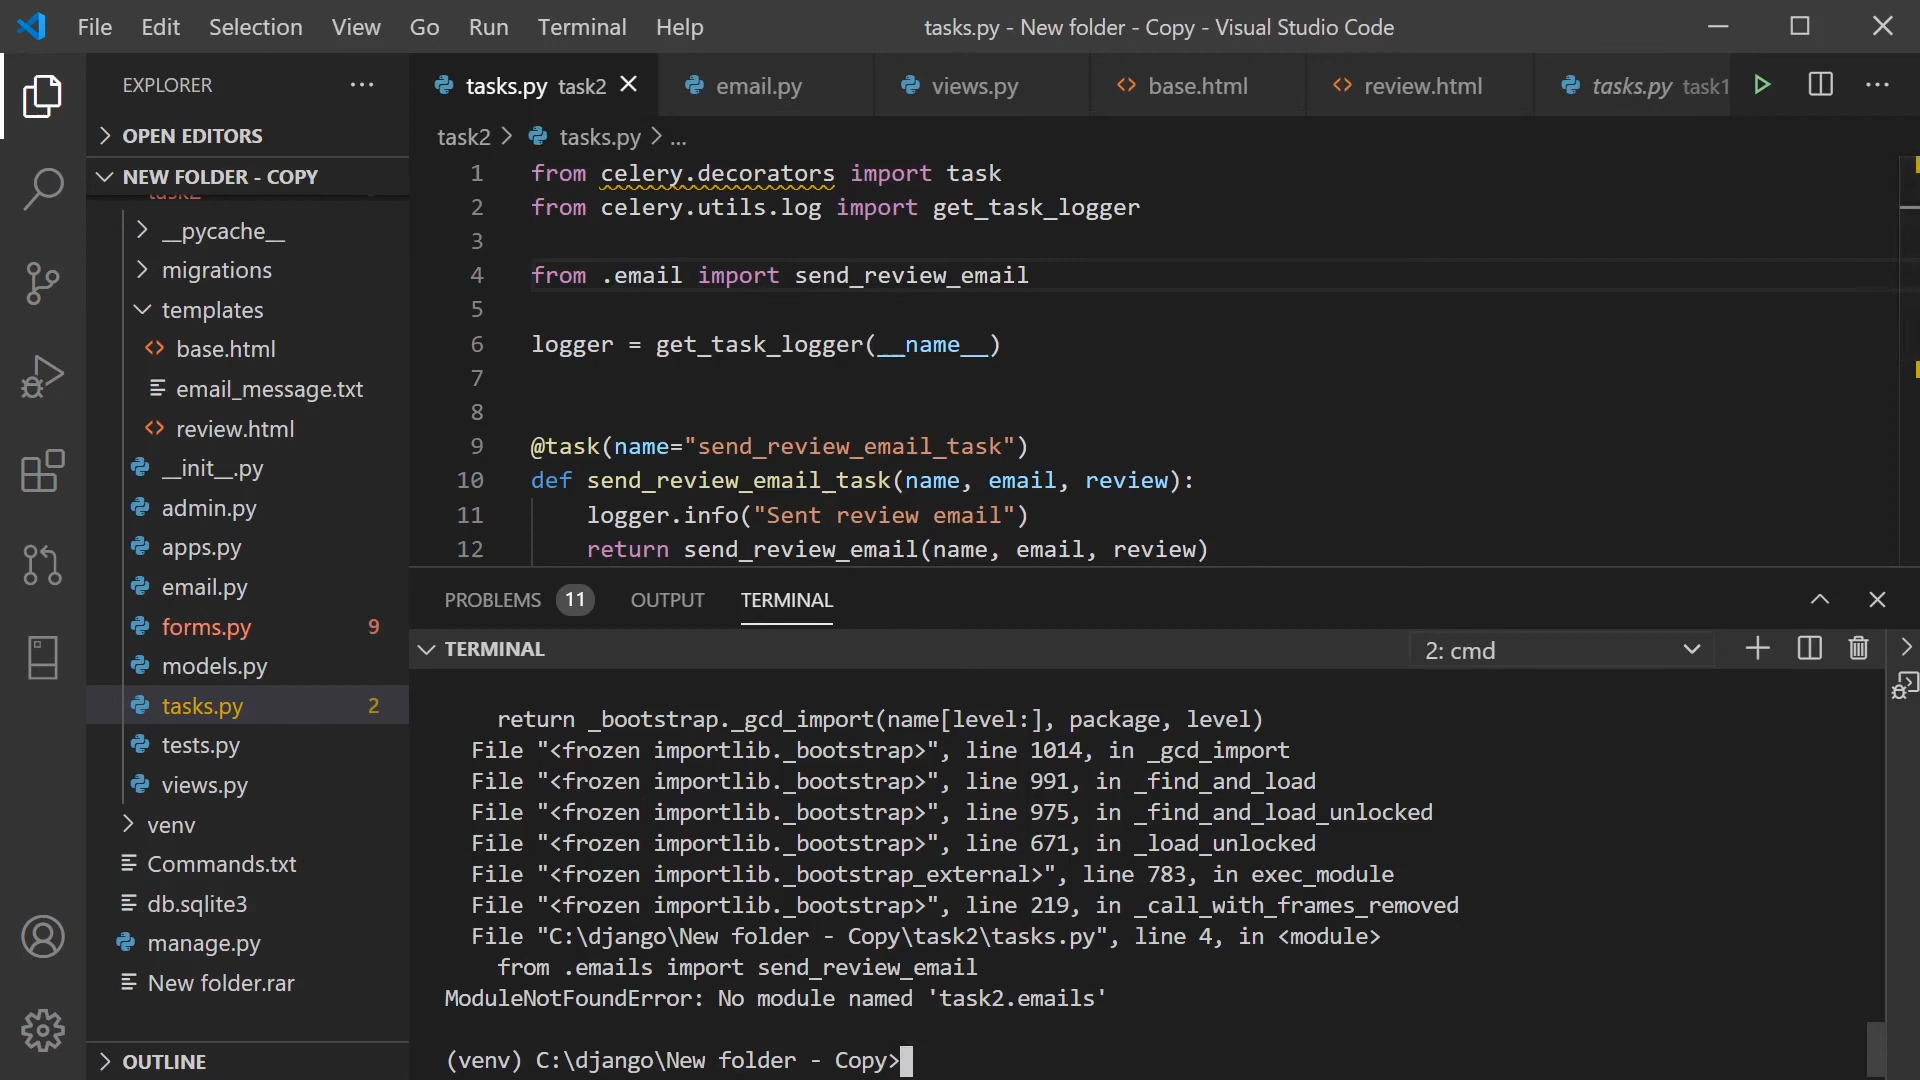 File Edit Selection View Go Run Terminal Help
tasks.py - New folder - Copy - Visual Studio Code
EXPLORER
OPEN EDITORS
NEW FOLDER - COPY
task2
__pycache__
migrations
templates
base.html
email_message.txt
review.html
__init__.py
admin.py
apps.py
email.py
forms.py 9
models.py
tasks.py 2
tests.py
views.py
venv
Commands.txt
db.sqlite3
manage.py
New folder.rar
OUTLINE
tasks.py task2 email.py views.py base.html review.html tasks.py task1
task2 > tasks.py > ...
1 from celery.decorators import task
2 from celery.utils.log import get_task_logger
3
4 from .email import send_review_email
5
6 logger = get_task_logger(__name__)
7
8
9 @task(name="send_review_email_task")
10 def send_review_email_task(name, email, review):
11 logger.info("Sent review email")
12 return send_review_email(name, email, review)
PROBLEMS 11 OUTPUT TERMINAL
TERMINAL 2: cmd
return _bootstrap._gcd_import(name[level:], package, level)
File "<frozen importlib._bootstrap>", line 1014, in _gcd_import
File "<frozen importlib._bootstrap>", line 991, in _find_and_load
File "<frozen importlib._bootstrap>", line 975, in _find_and_load_unlocked
File "<frozen importlib._bootstrap>", line 671, in _load_unlocked
File "<frozen importlib._bootstrap_external>", line 783, in exec_module
File "<frozen importlib._bootstrap>", line 219, in _call_with_frames_removed
File "C:\django\New folder - Copy\task2\tasks.py", line 4, in <module>
from .emails import send_review_email
ModuleNotFoundError: No module named 'task2.emails'
(venv) C:\django\New folder - Copy>